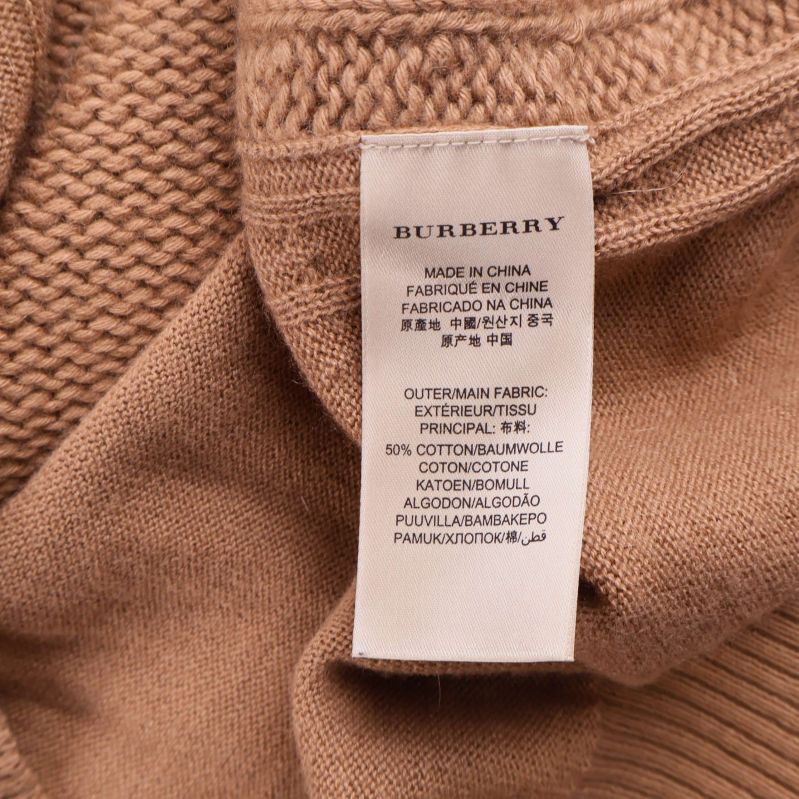 BURBERRY
MADE IN CHINA
FABRIQUÉ EN CHINE
FABRICADO NA CHINA
原產地 中國/원산지 중국
原产地 中国
OUTER/MAIN FABRIC:
EXTÉRIEUR/TISSU
PRINCIPAL: 布料:
50% COTTON/BAUMWOLLE
COTON/COTONE
KATOEN/BOMULL
ALGODON/ALGODÃO
PUUVILLA/BAMBAKEPO
PAMUK/ХЛОПОК/棉/قطن